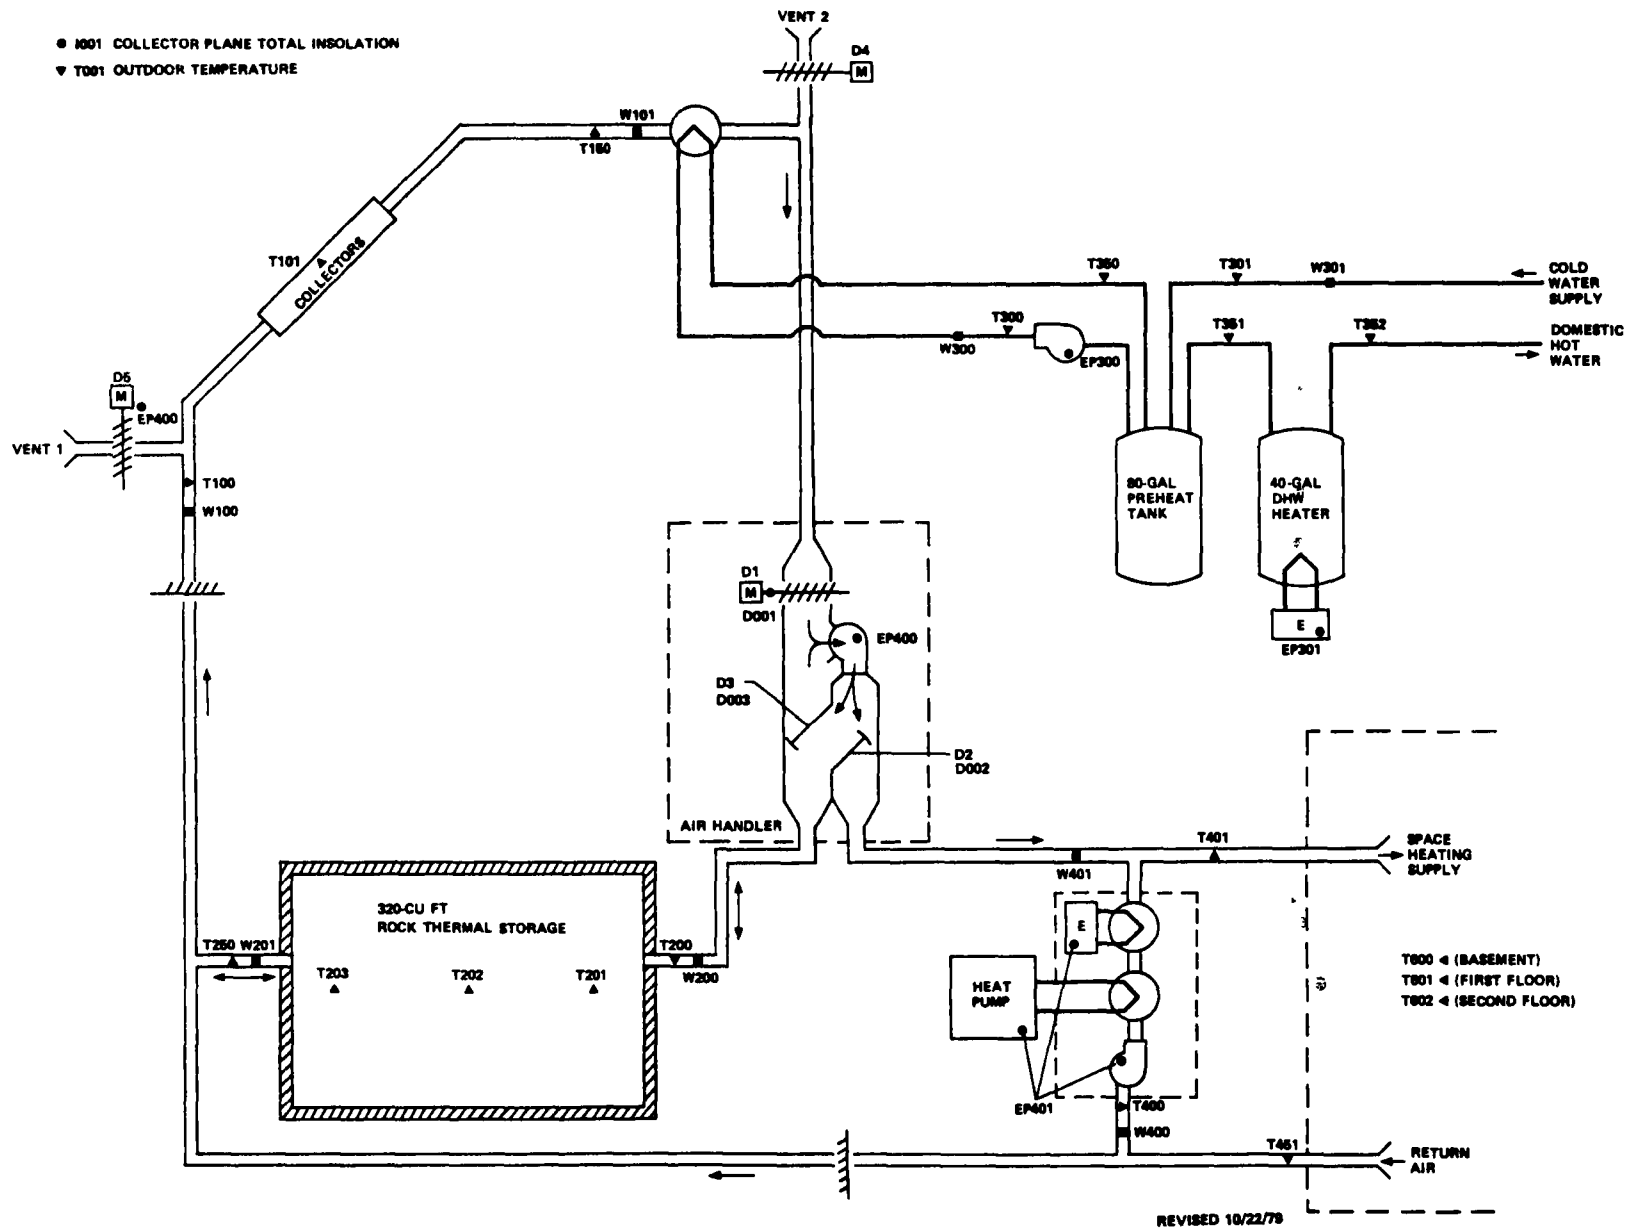 VENT 2
I001 COLLECTOR PLANE TOTAL INSOLATION
T001 OUTDOOR TEMPERATURE
D4
M
W101
T150
T101
COLLECTORS
T350
T301
W301
COLD
WATER
SUPPLY
T300
W300
EP300
T351
T352
DOMESTIC
HOT
WATER
D5
M
EP400
VENT 1
T100
W100
80-GAL
PREHEAT
TANK
40-GAL
DHW
HEATER
E
EP301
D1
M
D001
EP400
D3
D003
D2
D002
AIR HANDLER
T401
W401
SPACE
HEATING
SUPPLY
320-CU FT
ROCK THERMAL STORAGE
T250
W201
T203
T202
T201
T200
W200
E
HEAT
PUMP
EP401
T400
W400
T600 (BASEMENT)
T601 (FIRST FLOOR)
T602 (SECOND FLOOR)
T451
RETURN
AIR
REVISED 10/22/79